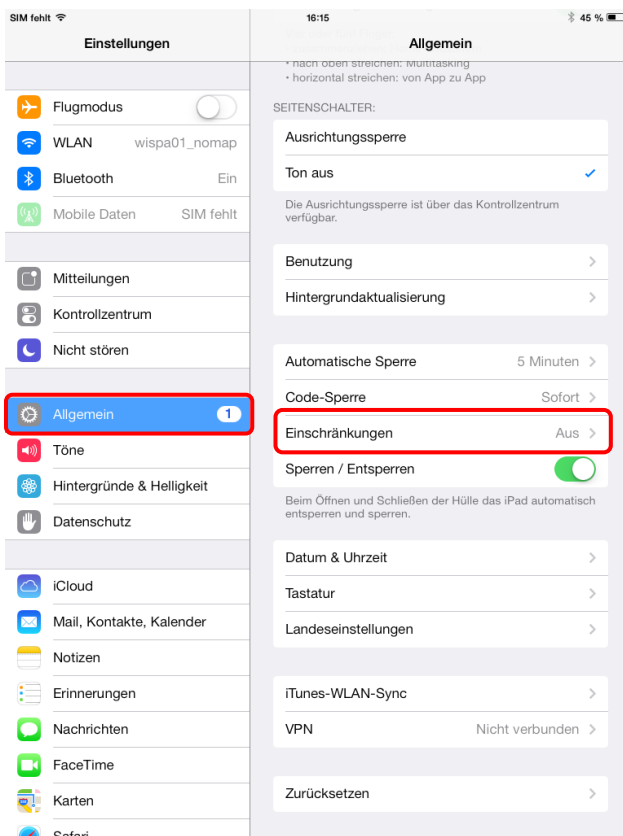 SIM fehlt 16:15 45 %
Einstellungen
Flugmodus
WLAN wispa01_nomap
Bluetooth Ein
Mobile Daten SIM fehlt
Mitteilungen
Kontrollzentrum
Nicht stören
Allgemein 1
Töne
Hintergründe & Helligkeit
Datenschutz
iCloud
Mail, Kontakte, Kalender
Notizen
Erinnerungen
Nachrichten
FaceTime
Karten
Safari
Allgemein
• nach oben streichen: Multitasking
• horizontal streichen: von App zu App
SEITENSCHALTER:
Ausrichtungssperre
Ton aus
Die Ausrichtungssperre ist über das Kontrollzentrum
verfügbar.
Benutzung
Hintergrundaktualisierung
Automatische Sperre 5 Minuten
Code-Sperre Sofort
Einschränkungen Aus
Sperren / Entsperren
Beim Öffnen und Schließen der Hülle das iPad automatisch
entsperren und sperren.
Datum & Uhrzeit
Tastatur
Landeseinstellungen
iTunes-WLAN-Sync
VPN Nicht verbunden
Zurücksetzen